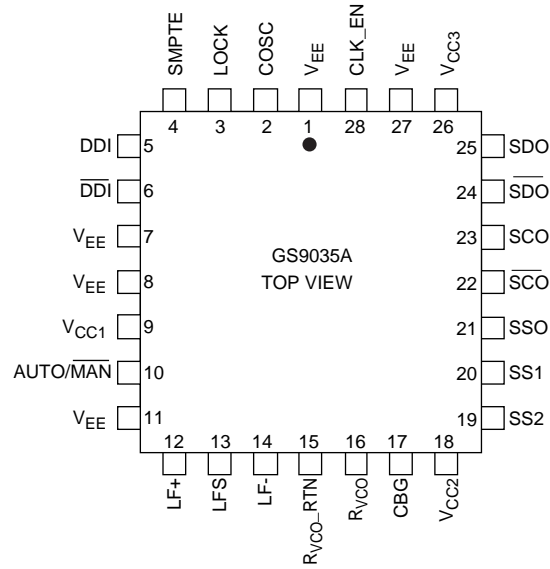 SMPTE LOCK COSC VEE CLK_EN VEE VCC3
4 3 2 1 28 27 26
DDI 5 25 SDO
DDI 6 24 SDO
VEE 7 23 SCO
GS9035A
VEE 8 22 SCO
TOP VIEW
VCC1 9 21 SSO
AUTO/MAN 10 20 SS1
VEE 11 19 SS2
12 13 14 15 16 17 18
LF+ LFS LF- RVCO_RTN RVCO CBG VCC2